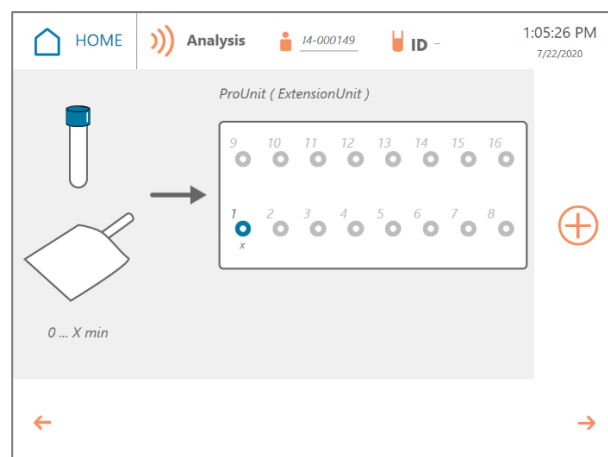 HOME
Analysis
I4-000149
ID –
1:05:26 PM
7/22/2020
ProUnit ( ExtensionUnit )
9 10 11 12 13 14 15 16
1 2 3 4 5 6 7 8
x
0 ... X min